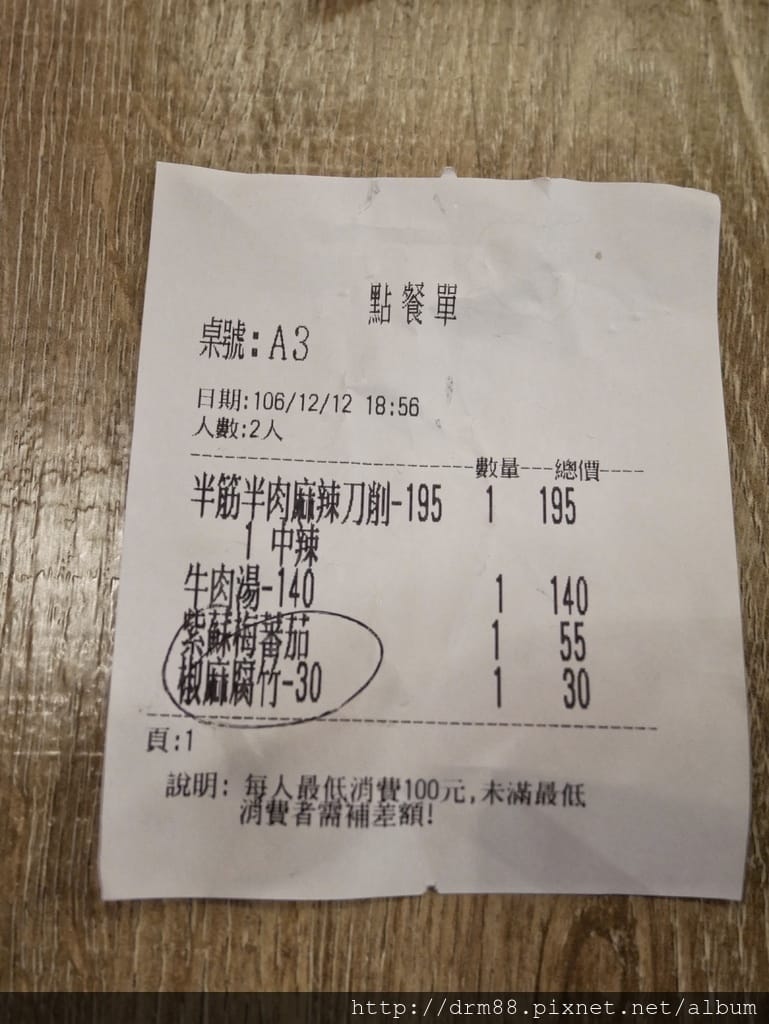 點餐單
桌號:A3
日期:106/12/12 18:56
人數:2人
數量 總價
半筋半肉麻辣刀削-195 1 195
1 中辣
牛肉湯-140 1 140
紫蘇梅蕃茄 1 55
椒麻腐竹-30 1 30
頁:1
說明: 每人最低消費100元,未滿最低
消費者需補差額!
http://drm88.pixnet.net/album